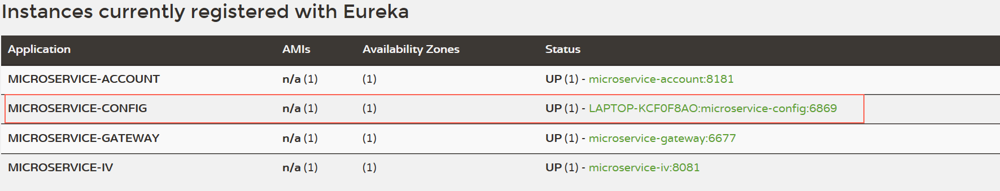 Instances currently registered with Eureka
Application AMIs Availability Zones Status
MICROSERVICE-ACCOUNT n/a (1) (1) UP (1) - microservice-account:8181
MICROSERVICE-CONFIG n/a (1) (1) UP (1) - LAPTOP-KCF0F8AO:microservice-config:6869
MICROSERVICE-GATEWAY n/a (1) (1) UP (1) - microservice-gateway:6677
MICROSERVICE-IV n/a (1) (1) UP (1) - microservice-iv:8081